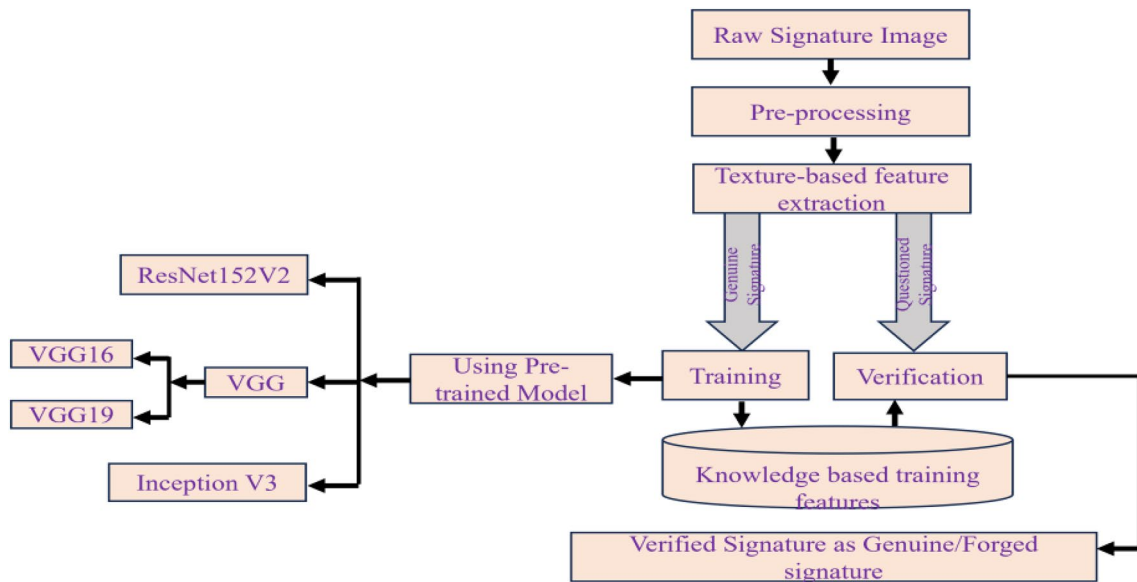 Raw Signature Image
Pre-processing
Texture-based feature
extraction
Genuine
Signature
Questioned
Signature
ResNet152V2
VGG16
VGG
VGG19
Inception V3
Using Pre-
trained Model
Training
Verification
Knowledge based training
features
Verified Signature as Genuine/Forged
signature